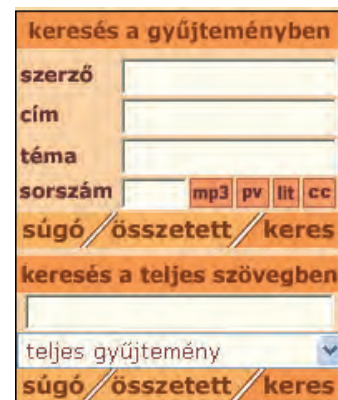 keresés a gyűjteményben
szerző
cím
téma
sorszám mp3 pv lit cc
súgó összetett keres
keresés a teljes szövegben
teljes gyűjtemény
súgó összetett keres